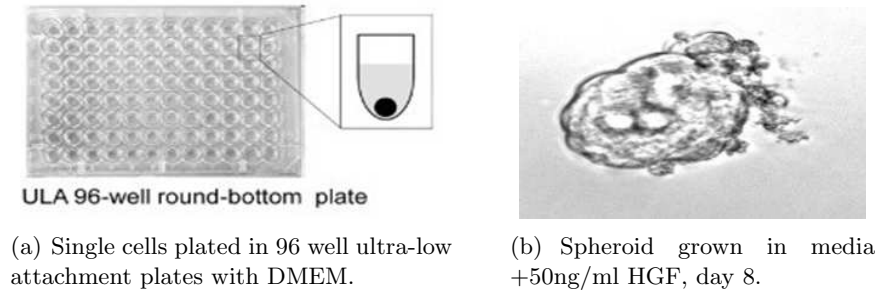 ULA 96-well round-bottom plate
(a) Single cells plated in 96 well ultra-low
attachment plates with DMEM.
(b) Spheroid grown in media
+50ng/ml HGF, day 8.